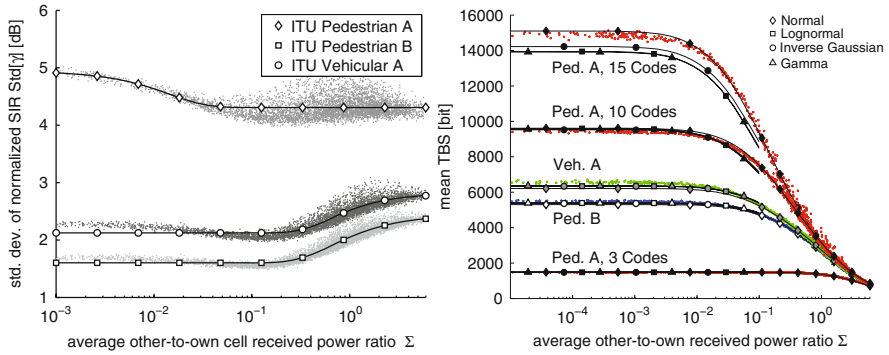 std. dev. of normalized SIR Std[γ] [dB]
6
5
4
3
2
1
10⁻³
10⁻²
10⁻¹
10⁰
average other-to-own cell received power ratio Σ
ITU Pedestrian A
ITU Pedestrian B
ITU Vehicular A
mean TBS [bit]
16000
14000
12000
10000
8000
6000
4000
2000
0
10⁻⁴
10⁻³
10⁻²
10⁻¹
10⁰
average other-to-own received power ratio Σ
Normal
Lognormal
Inverse Gaussian
Gamma
Ped. A, 15 Codes
Ped. A, 10 Codes
Veh. A
Ped. B
Ped. A, 3 Codes